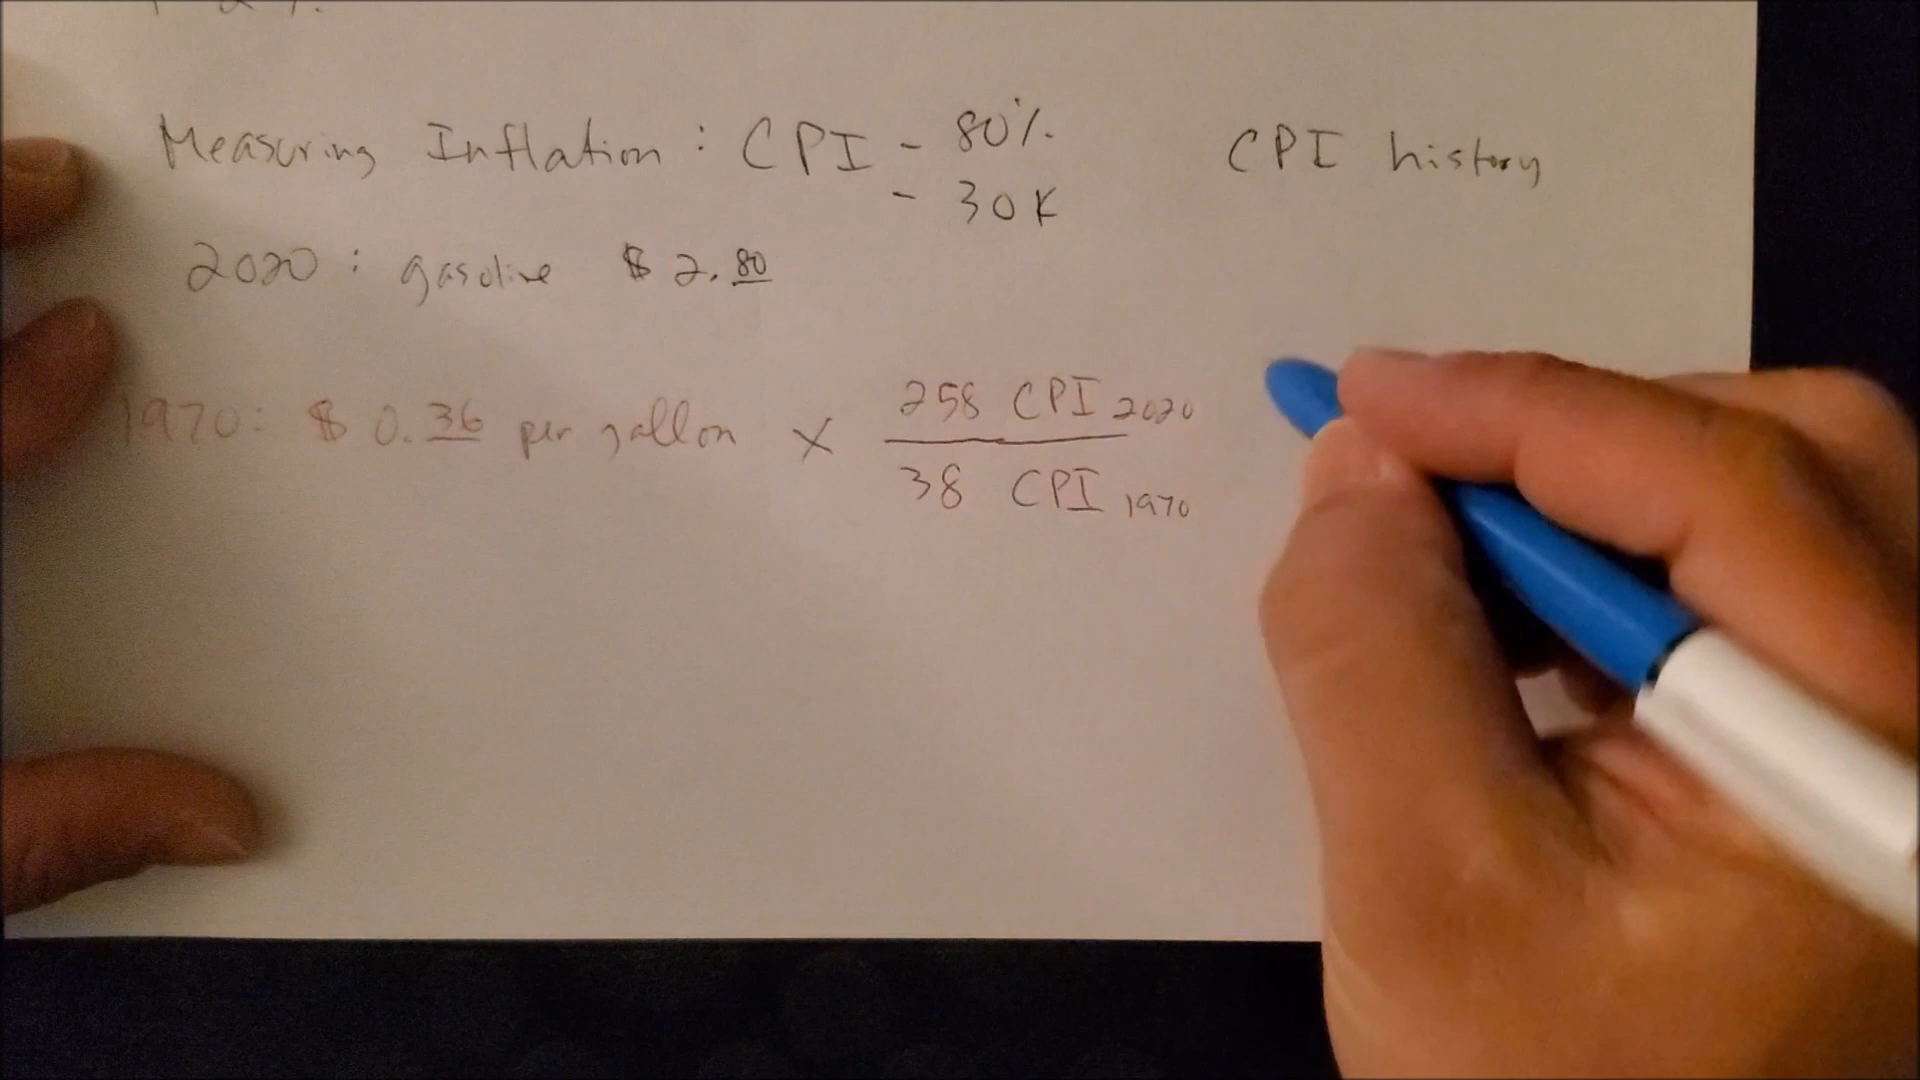 Measuring Inflation : CPI - 80% CPI history
- 30K
2020 : gasoline $ 2.80
1970: $ 0.36 per gallon X 258 CPI 2020
38 CPI 1970